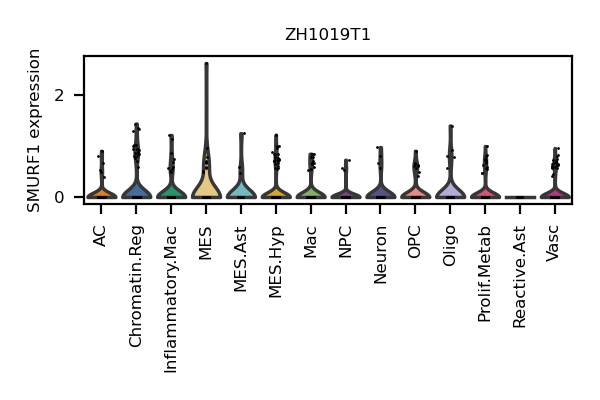 ZH1019T1
SMURF1 expression
2
0
AC
Chromatin.Reg
Inflammatory.Mac
MES
MES.Ast
MES.Hyp
Mac
NPC
Neuron
OPC
Oligo
Prolif.Metab
Reactive.Ast
Vasc